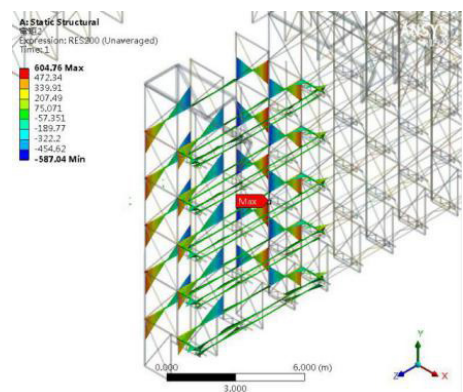 A: Static Structural
Expression: RES200 (Unaveraged)
Time: 1
604.76 Max
472.34
339.91
207.49
75.071
-57.351
-189.77
-322.2
-454.62
-587.04 Min
Max
0.000
6.000 (m)
3.000
Y
Z
X